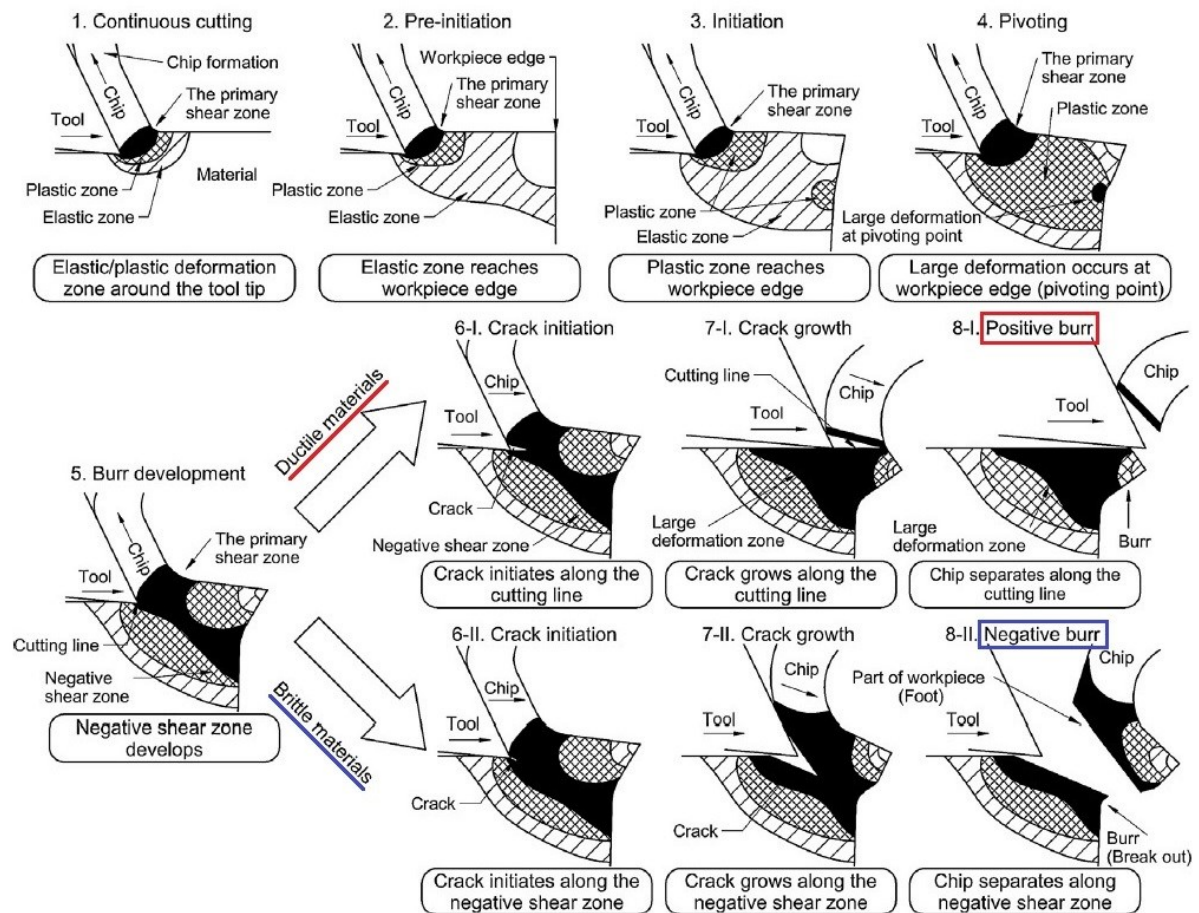 1. Continuous cutting
Chip formation
The primary
shear zone
Chip
Tool
Plastic zone
Material
Elastic zone
Elastic/plastic deformation
zone around the tool tip
2. Pre-initiation
Workpiece edge
The primary
shear zone
Chip
Tool
Plastic zone
Elastic zone
Elastic zone reaches
workpiece edge
3. Initiation
The primary
shear zone
Chip
Tool
Plastic zone
Elastic zone
Plastic zone reaches
workpiece edge
4. Pivoting
The primary
shear zone
Plastic zone
Chip
Tool
Large deformation
at pivoting point
Large deformation occurs at
workpiece edge (pivoting point)
5. Burr development
The primary
shear zone
Chip
Tool
Cutting line
Negative
shear zone
Negative shear zone
develops
Ductile materials
6-I. Crack initiation
Chip
Tool
Crack
Negative shear zone
Crack initiates along the
cutting line
7-I. Crack growth
Cutting line
Chip
Tool
Large
deformation zone
Crack grows along the
cutting line
8-I. Positive burr
Chip
Tool
Large
deformation zone
Burr
Chip separates along the
cutting line
Brittle materials
6-II. Crack initiation
Chip
Tool
Crack
Crack initiates along the
negative shear zone
7-II. Crack growth
Chip
Tool
Crack
Crack grows along the
negative shear zone
8-II. Negative burr
Chip
Part of workpiece
(Foot)
Tool
Burr
(Break out)
Chip separates along
negative shear zone